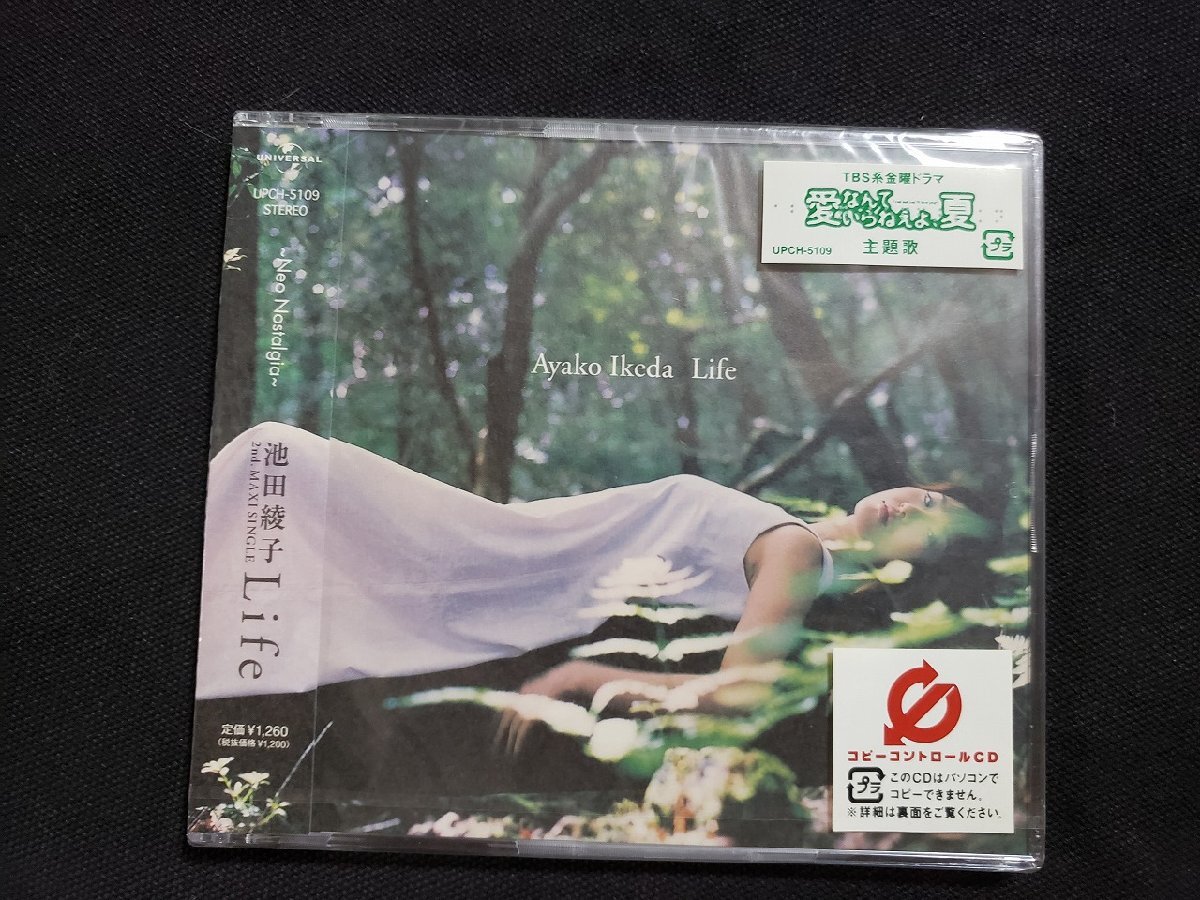 UNIVERSAL
UPCH-5109
STEREO
~Neo Nostalgia~
池田綾子
2nd. MAXI SINGLE
Life
定価¥1,260
(税抜価格¥1,200)
TBS系金曜ドラマ
愛なんていらねえよ、夏
UPCH-5109
主題歌
プラ
Ayako Ikeda Life
コピーコントロールCD
プラ
このCDはパソコンで
コピーできません。
※詳細は裏面をご覧ください。